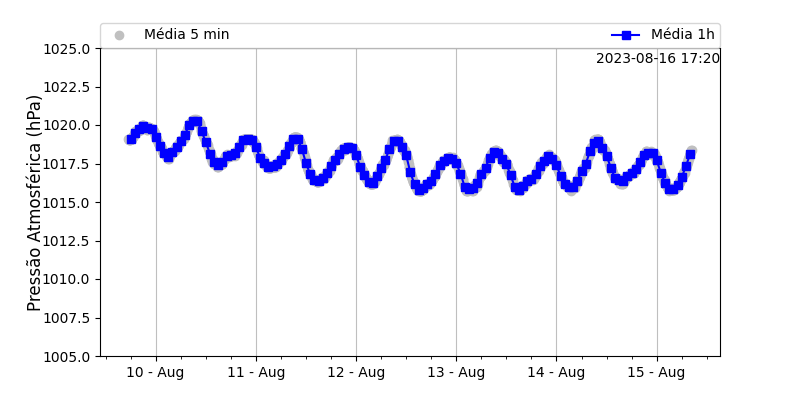 Média 5 min
Média 1h
2023-08-16 17:20
Pressão Atmosférica (hPa)
1025.0
1022.5
1020.0
1017.5
1015.0
1012.5
1010.0
1007.5
1005.0
10 - Aug
11 - Aug
12 - Aug
13 - Aug
14 - Aug
15 - Aug